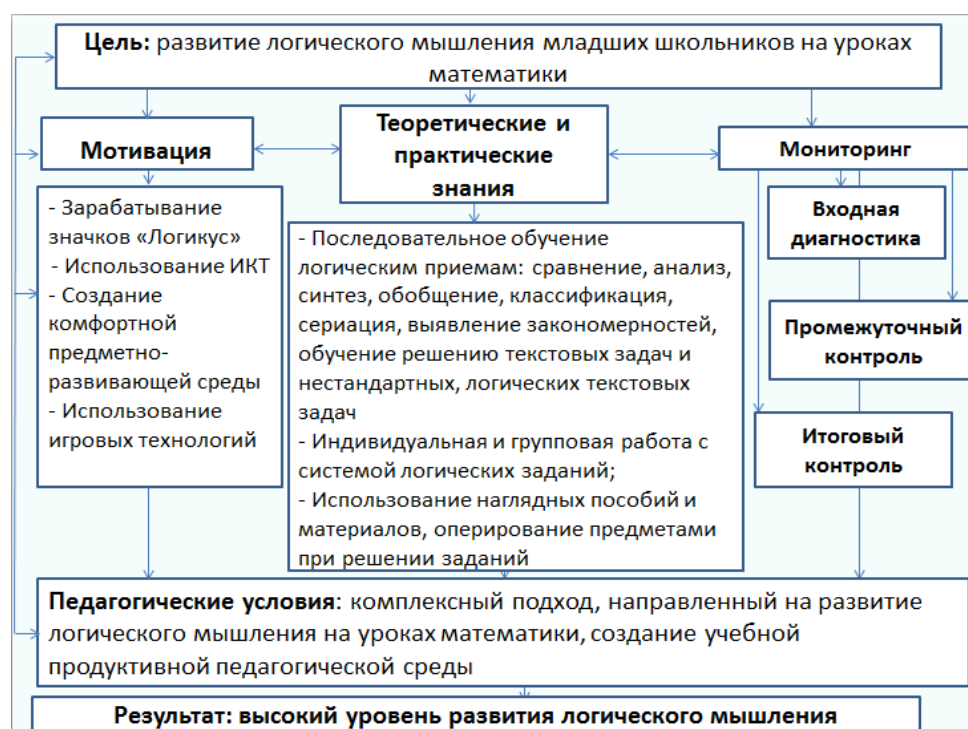 Цель: развитие логического мышления младших школьников на уроках
математики
Мотивация
Теоретические и
практические
знания
Мониторинг
- Зарабатывание
значков «Логикус»
- Использование ИКТ
- Создание
комфортной
предметно-
развивающей среды
- Использование
игровых технологий
- Последовательное обучение
логическим приемам: сравнение, анализ,
синтез, обобщение, классификация,
сериация, выявление закономерностей,
обучение решению текстовых задач и
нестандартных, логических текстовых
задач
- Индивидуальная и групповая работа с
системой логических заданий;
- Использование наглядных пособий и
материалов, оперирование предметами
при решении заданий
Входная
диагностика
Промежуточный
контроль
Итоговый
контроль
Педагогические условия: комплексный подход, направленный на развитие
логического мышления на уроках математики, создание учебной
продуктивной педагогической среды
Результат: высокий уровень развития логического мышления